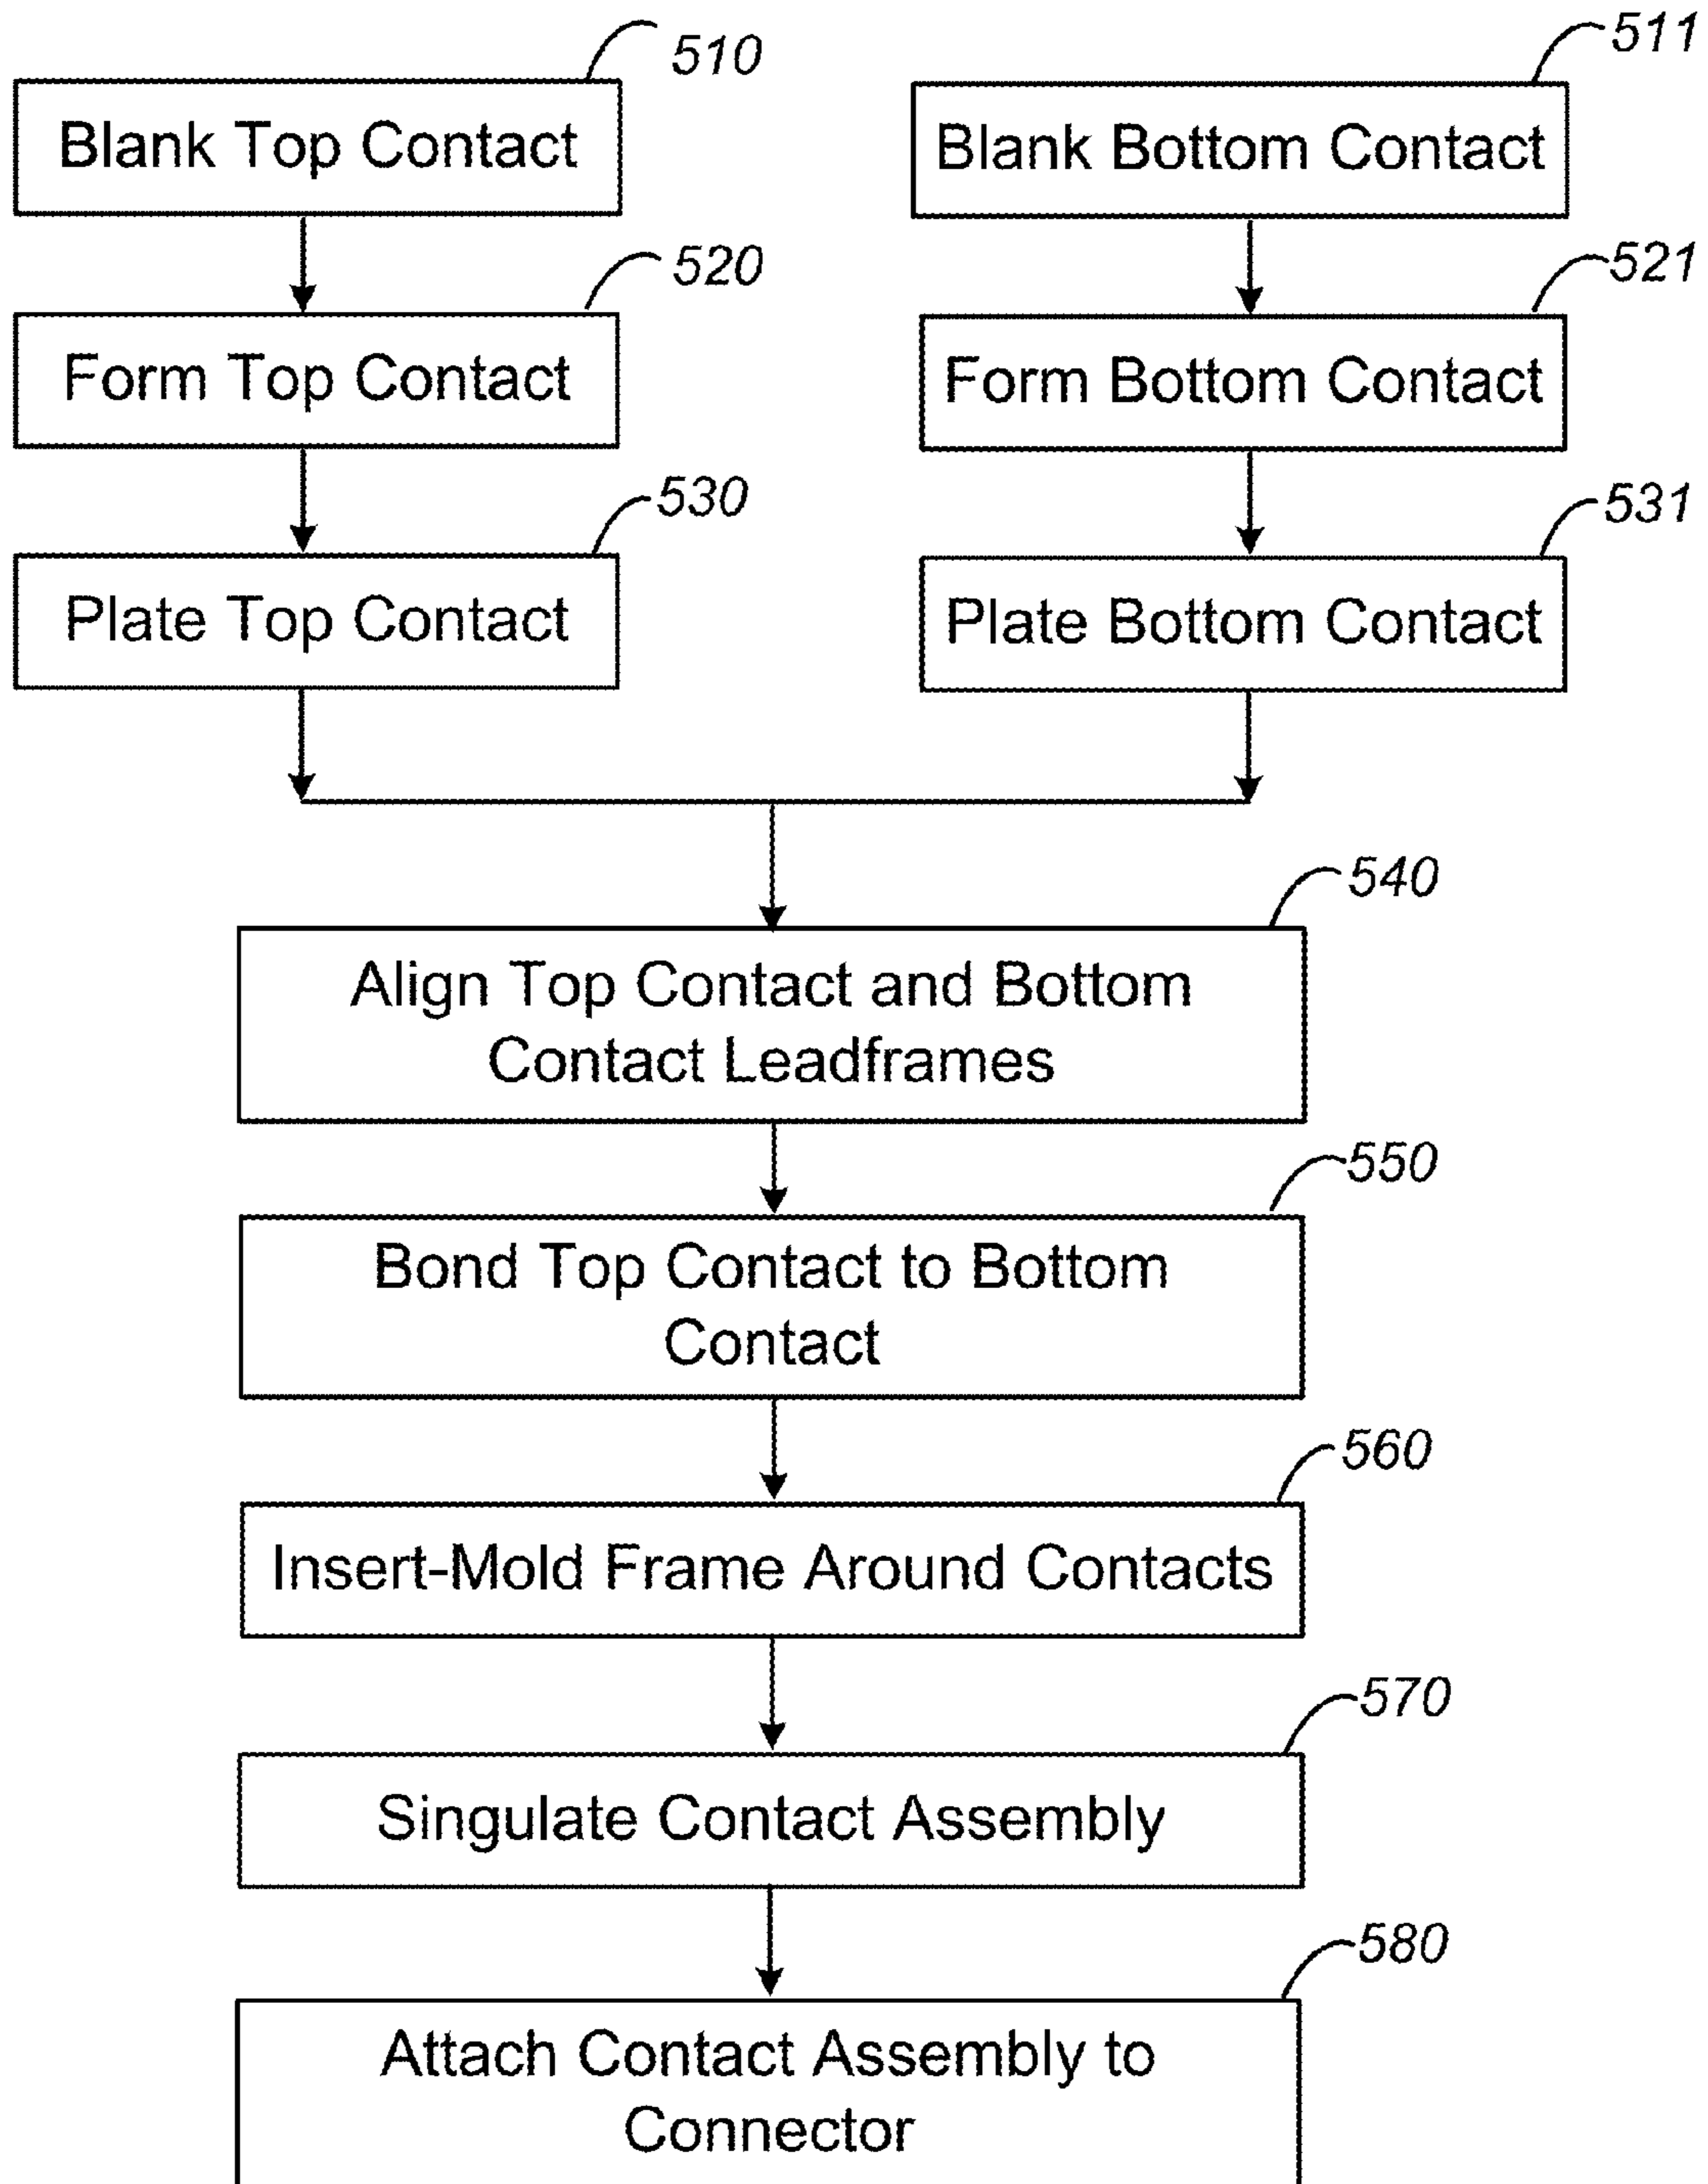 510
Blank Top Contact
511
Blank Bottom Contact
520
Form Top Contact
521
Form Bottom Contact
530
Plate Top Contact
531
Plate Bottom Contact
540
Align Top Contact and Bottom
Contact Leadframes
550
Bond Top Contact to Bottom
Contact
560
Insert-Mold Frame Around Contacts
570
Singulate Contact Assembly
580
Attach Contact Assembly to
Connector